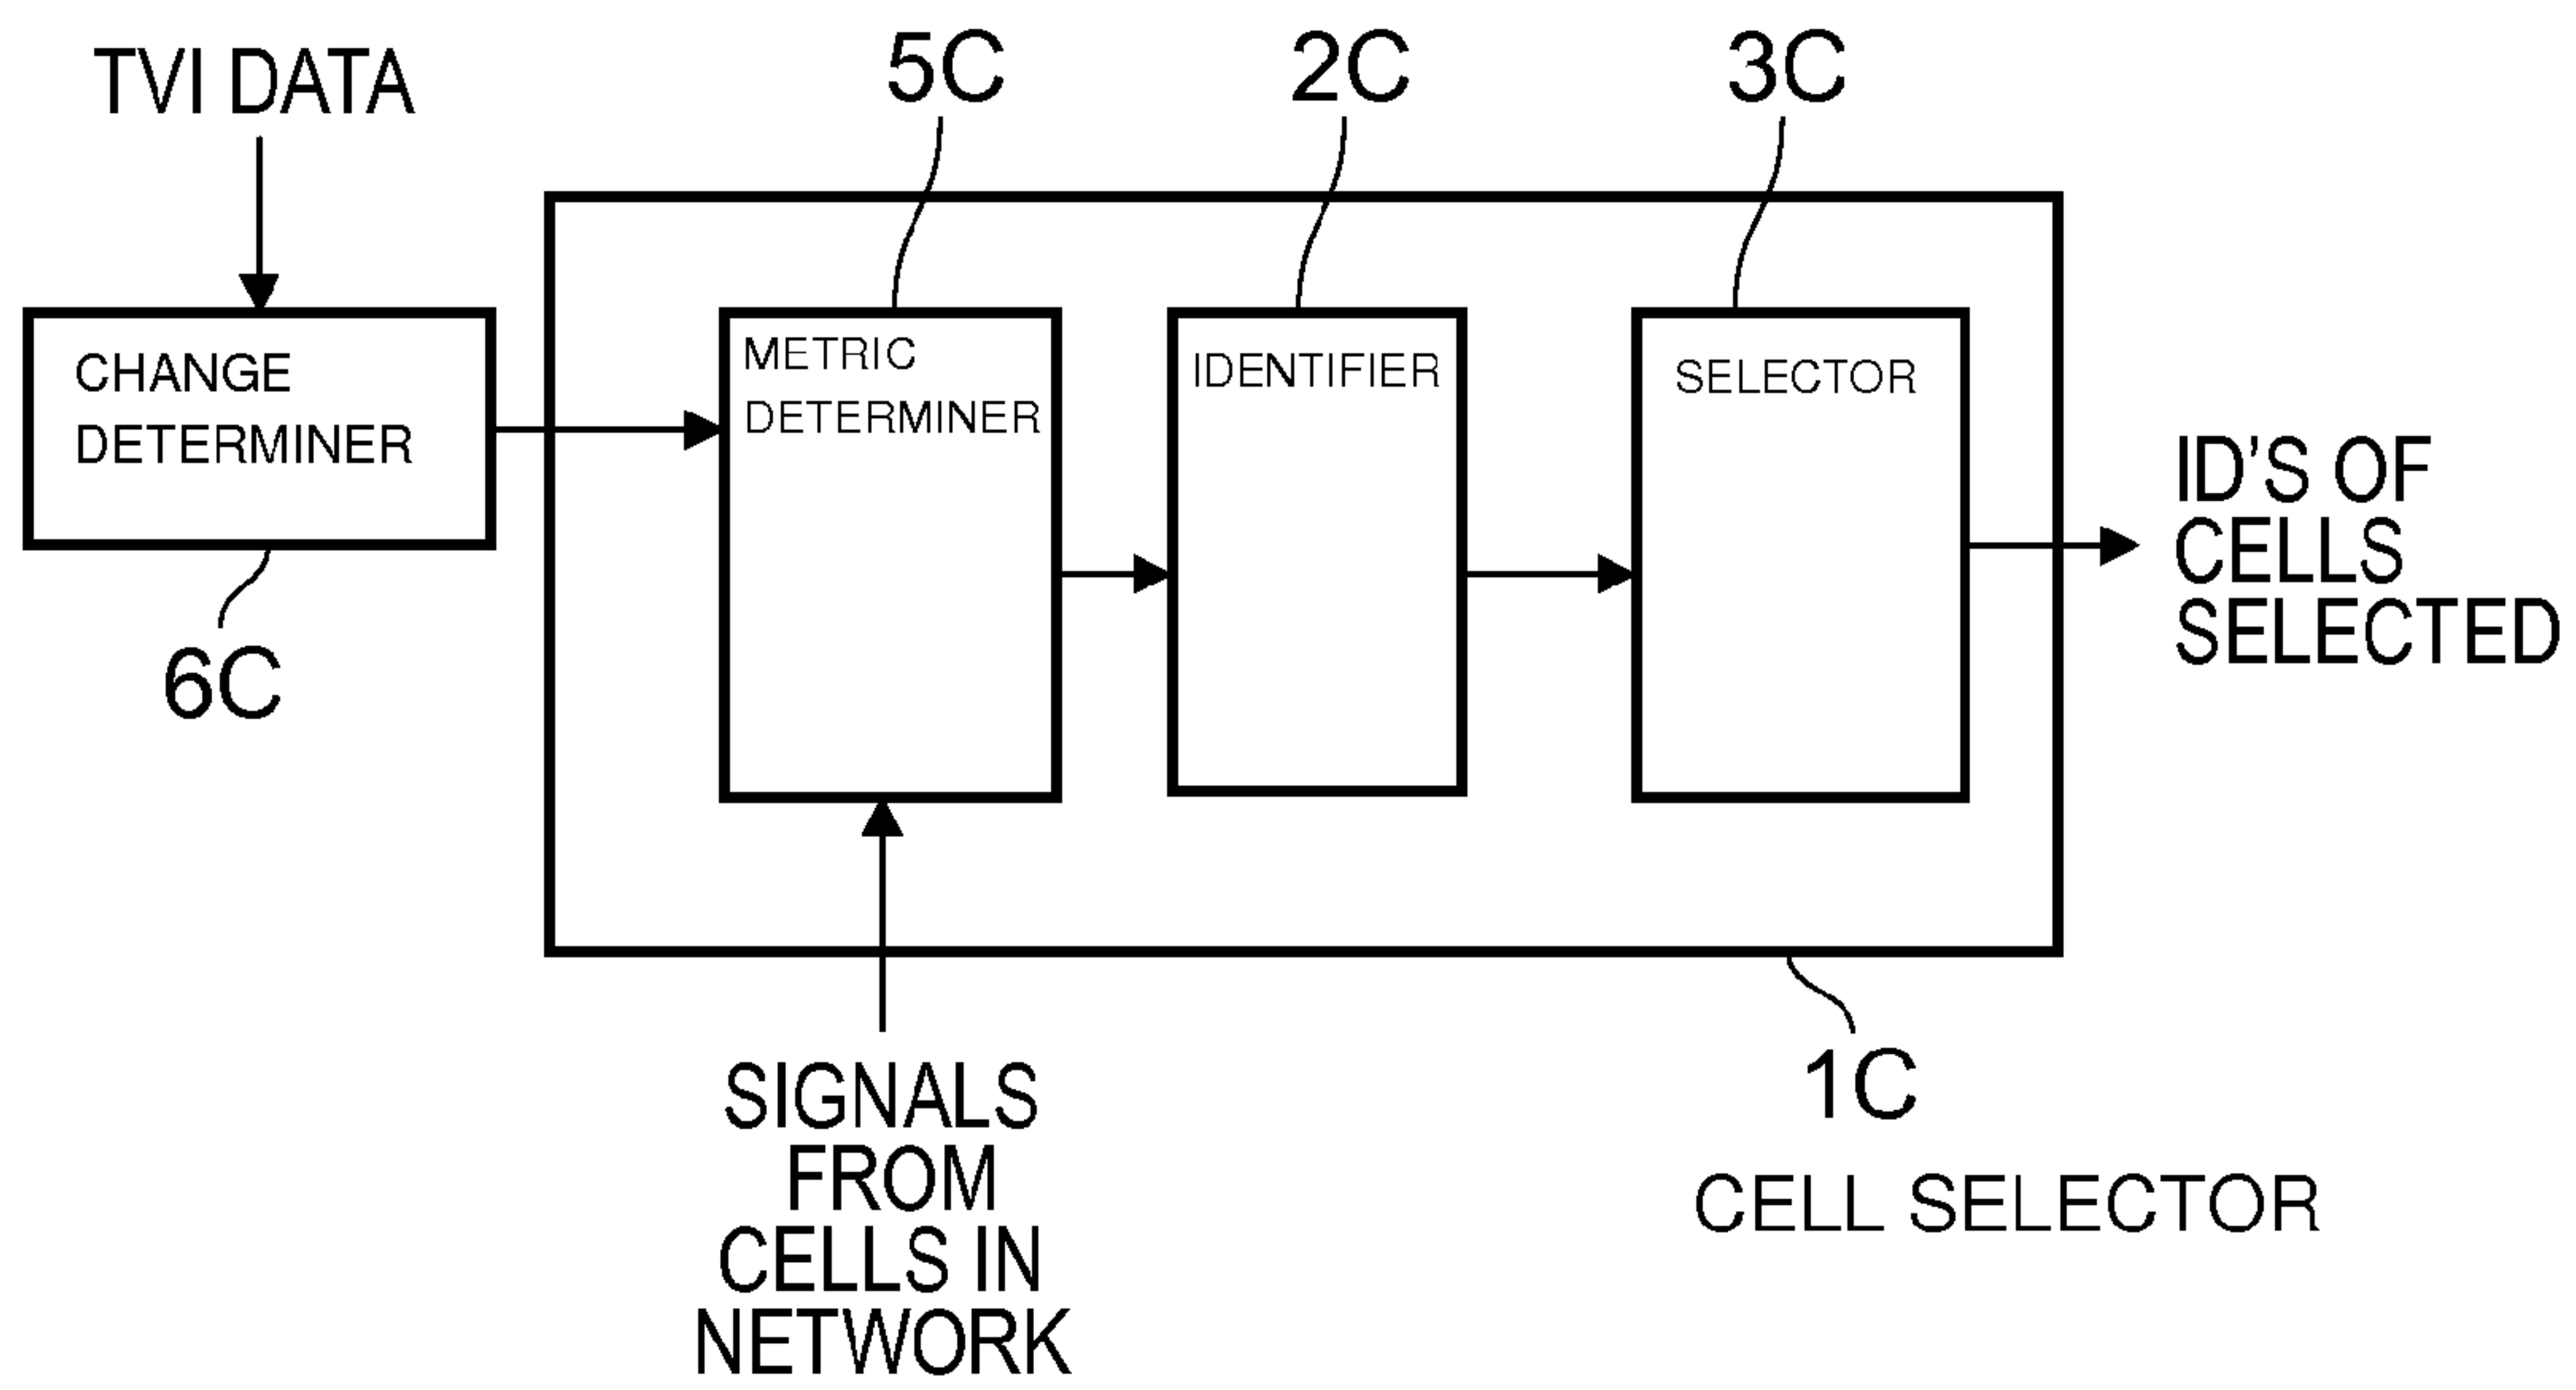 TVI DATA
5C
2C
3C
CHANGE
DETERMINER
METRIC
DETERMINER
IDENTIFIER
SELECTOR
ID'S OF
CELLS
SELECTED
6C
SIGNALS
FROM
CELLS IN
NETWORK
1C
CELL SELECTOR